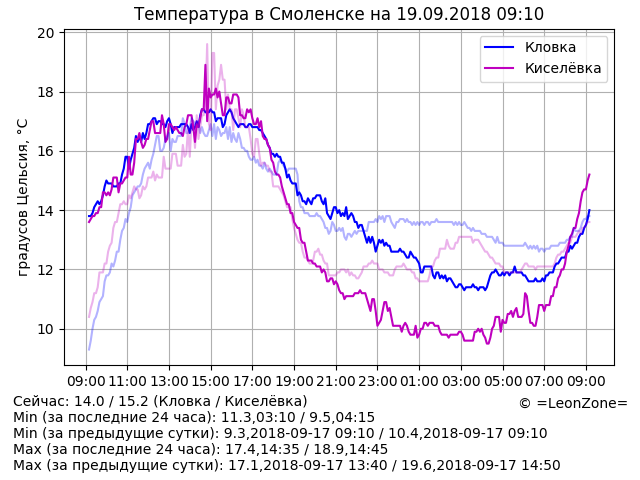 Температура в Смоленске на 19.09.2018 09:10
градусов Цельсия, °C
20
18
16
14
12
10
Кловка
Киселёвка
09:00 11:00 13:00 15:00 17:00 19:00 21:00 23:00 01:00 03:00 05:00 07:00 09:00
Сейчас: 14.0 / 15.2 (Кловка / Киселёвка)
© =LeonZone=
Min (за последние 24 часа): 11.3,03:10 / 9.5,04:15
Min (за предыдущие сутки): 9.3,2018-09-17 09:10 / 10.4,2018-09-17 09:10
Max (за последние 24 часа): 17.4,14:35 / 18.9,14:45
Max (за предыдущие сутки): 17.1,2018-09-17 13:40 / 19.6,2018-09-17 14:50